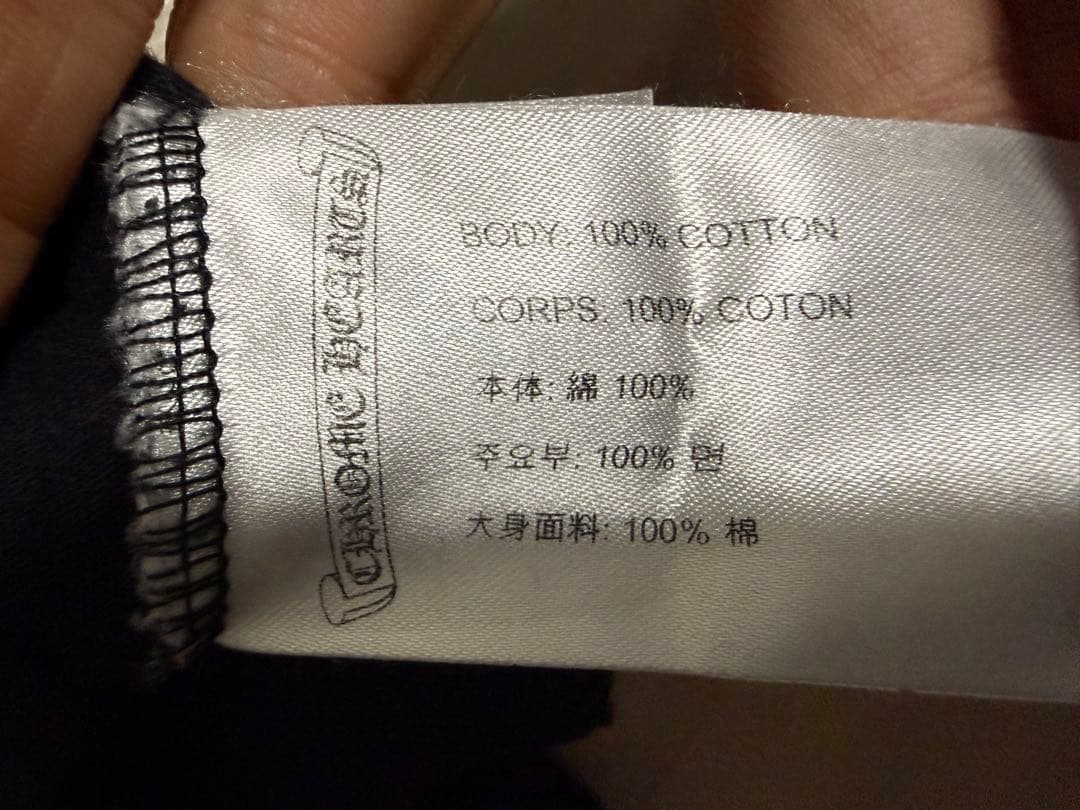 CHROME HEARTS
BODY: 100% COTTON
CORPS: 100% COTON
本体: 綿 100%
주요부: 100% 면
大身面料: 100% 棉